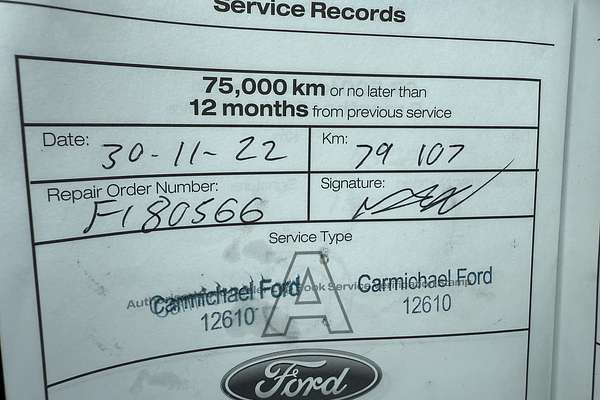 Service Records
75,000 km or no later than
12 months from previous service
Date: 30-11-22
Km: 79 107
Repair Order Number: F180566
Signature:
Service Type
A
Carmichael Ford
12610
Carmichael Ford
12610
Ford